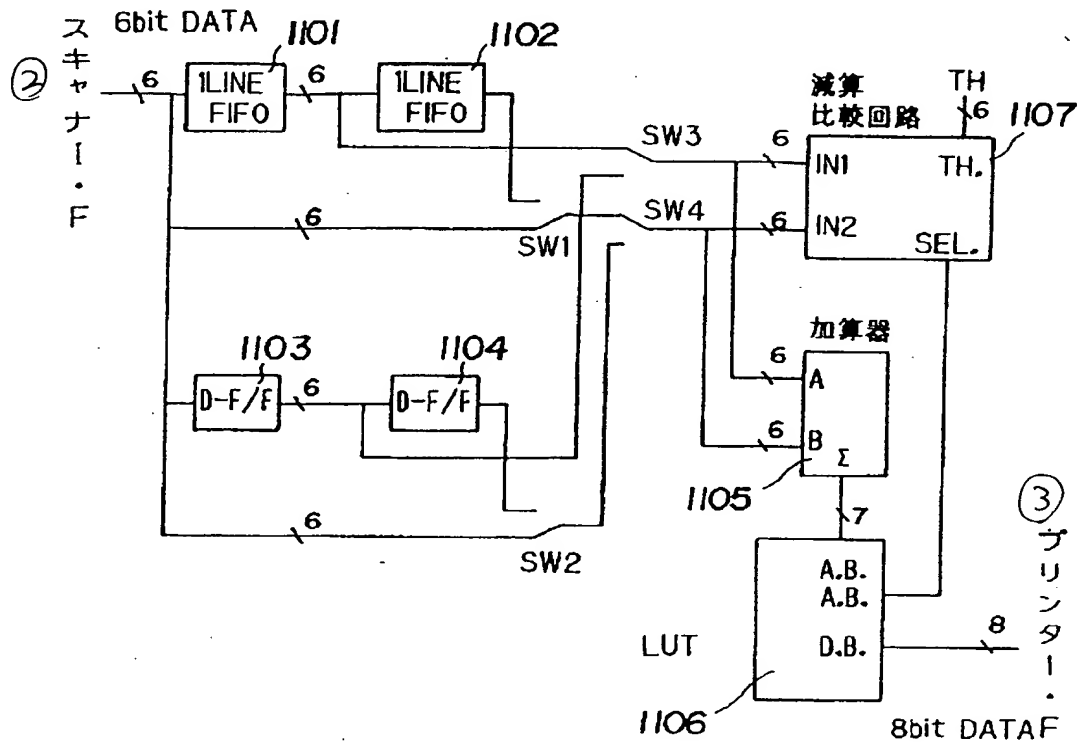 6bit DATA
② スキャナー・F
6
1101
1LINE
FIFO
6
1102
1LINE
FIFO
減算
比較回路
TH
6
1107
SW3
6
IN1
TH.
6
SW1
SW4
6
IN2
SEL.
1103
D-F/F
6
1104
D-F/F
加算器
6
A
6
B
Σ
1105
7
6
SW2
③ プリンター・F
A.B.
A.B.
LUT
D.B.
8
1106
8bit DATA